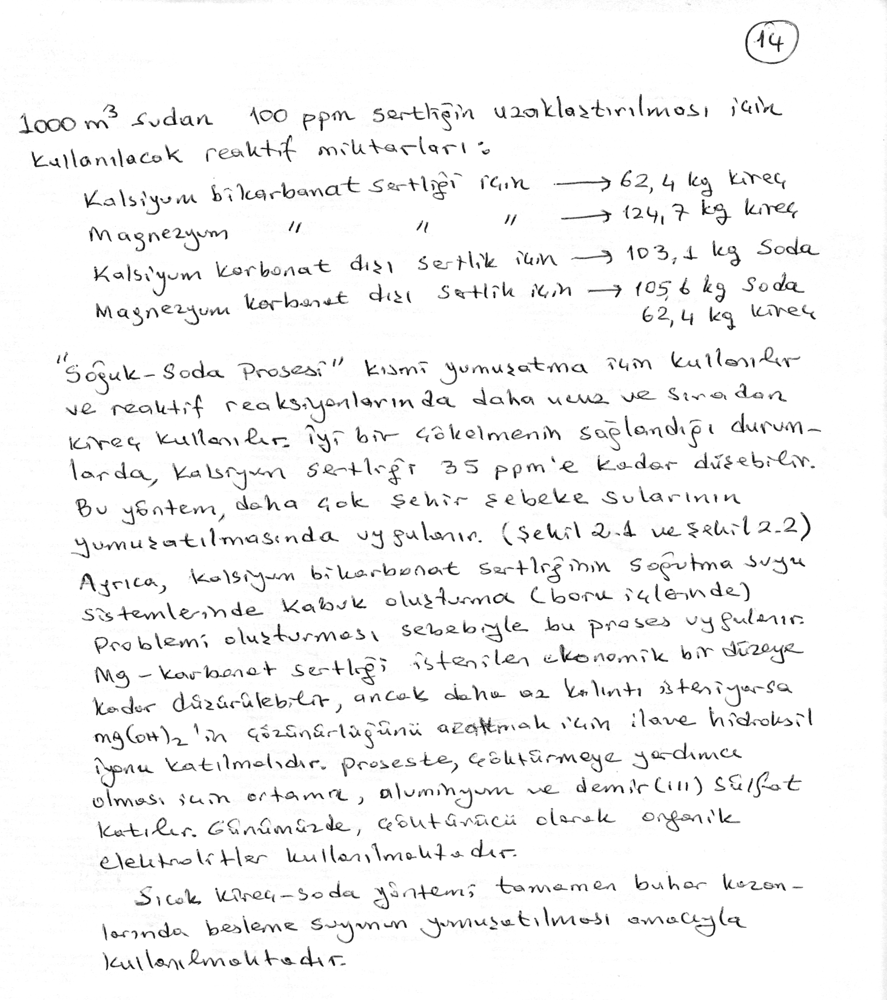 14
1000 m³ sudan 100 ppm sertliğin uzaklaştırılması için
kullanılacak reaktif miktarları:
Kalsiyum bikarbanat sertliği için → 62,4 kg kireç
Magnezyum " " " → 124,7 kg kireç
Kalsiyum karbonat dışı sertlik için → 103,1 kg Soda
Magnezyum karbonat dışı sertlik için → 105,6 kg Soda
62,4 kg kireç
"Soğuk-Soda Prosesi" kısmî yumuşatma için kullanılır
ve reaktif reaksiyonlarında daha ucuz ve sıradan
kireç kullanılır. İyi bir çökelmenin sağlandığı durum-
larda, kalsiyum sertliği 35 ppm'e kadar düşebilir.
Bu yöntem, daha çok şehir şebeke sularının
yumuşatılmasında uygulanır. (Şekil 2.1 ve Şekil 2.2)
Ayrıca, kalsiyum bikarbonat sertliğinin soğutma suyu
sistemlerinde kabuk oluşturma (boru içlerinde)
Problemi oluşturması sebebiyle bu proses uygulanır.
Mg-karbonat sertliği istenilen ekonomik bir düzeye
kadar düzürülebilir, ancak daha az kalıntı isteniyorsa
mg(OH)₂'in çözünürlüğünü azaltmak için ilave hidroksil
iyonu katılmalıdır. Proseste, çöktürmeye yardımcı
olması için ortama, aluminyum ve demir(III) sülfat
katılır. Günümüzde, çöktürücü olarak organik
elektrolitler kullanılmaktadır.
Sıcak kireç-soda yöntemi tamamen buhar kazan-
larında besleme suyunun yumuşatılması amacıyla
kullanılmaktadır.